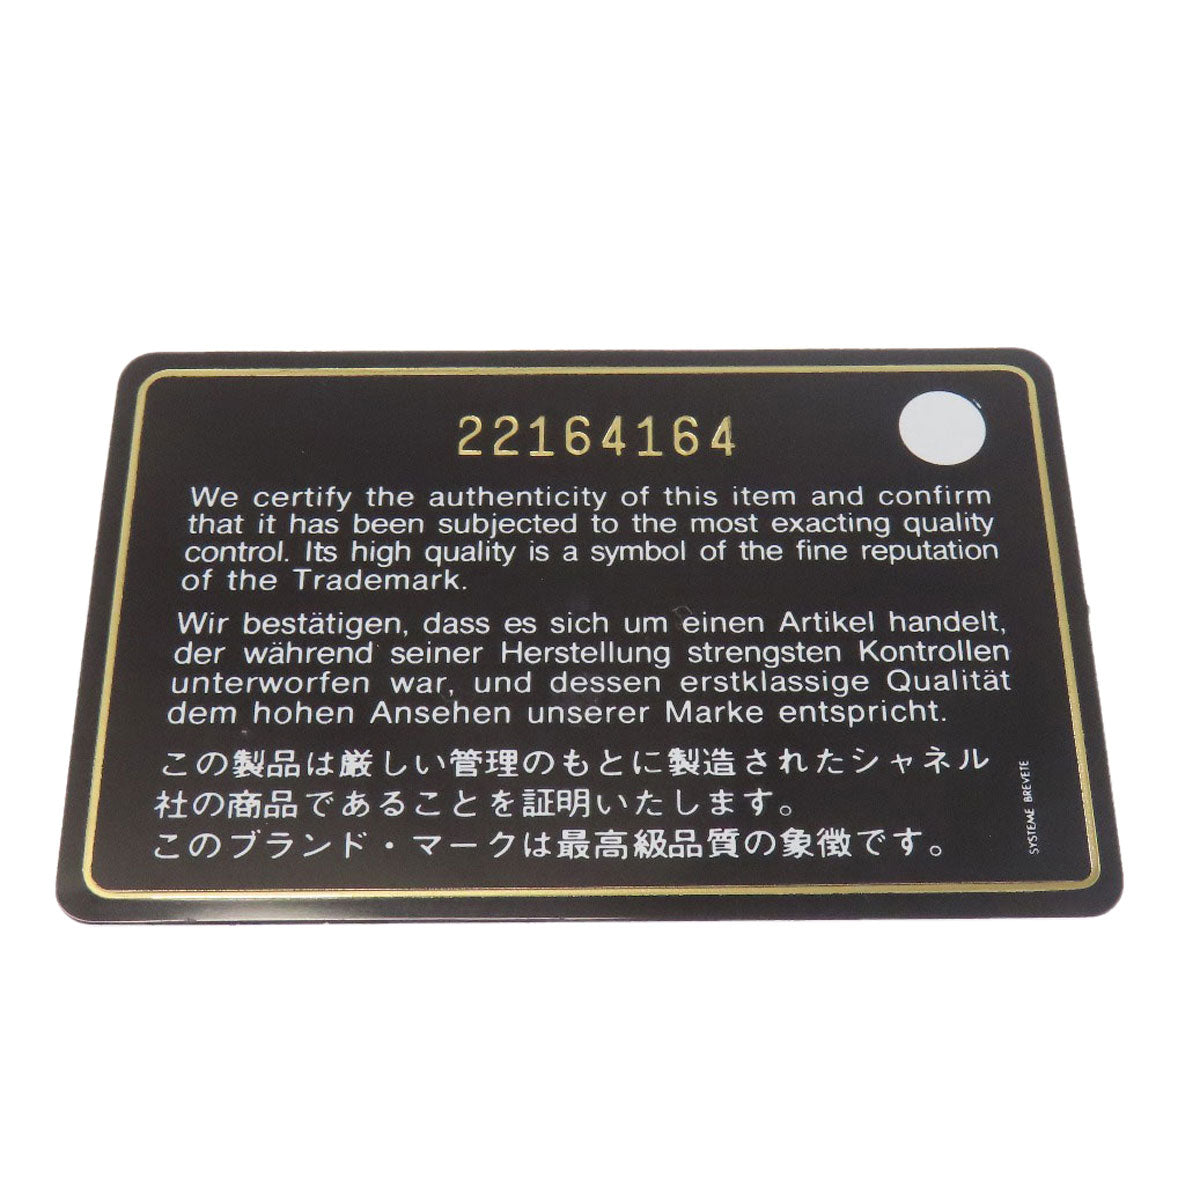 22164164
We certify the authenticity of this item and confirm
that it has been subjected to the most exacting quality
control. Its high quality is a symbol of the fine reputation
of the Trademark.
Wir bestätigen, dass es sich um einen Artikel handelt,
der während seiner Herstellung strengsten Kontrollen
unterworfen war, und dessen erstklassige Qualität
dem hohen Ansehen unserer Marke entspricht.
この製品は厳しい管理のもとに製造されたシャネル
社の商品であることを証明いたします。
このブランド・マークは最高級品質の象徴です。
SYSTEME BREVETE